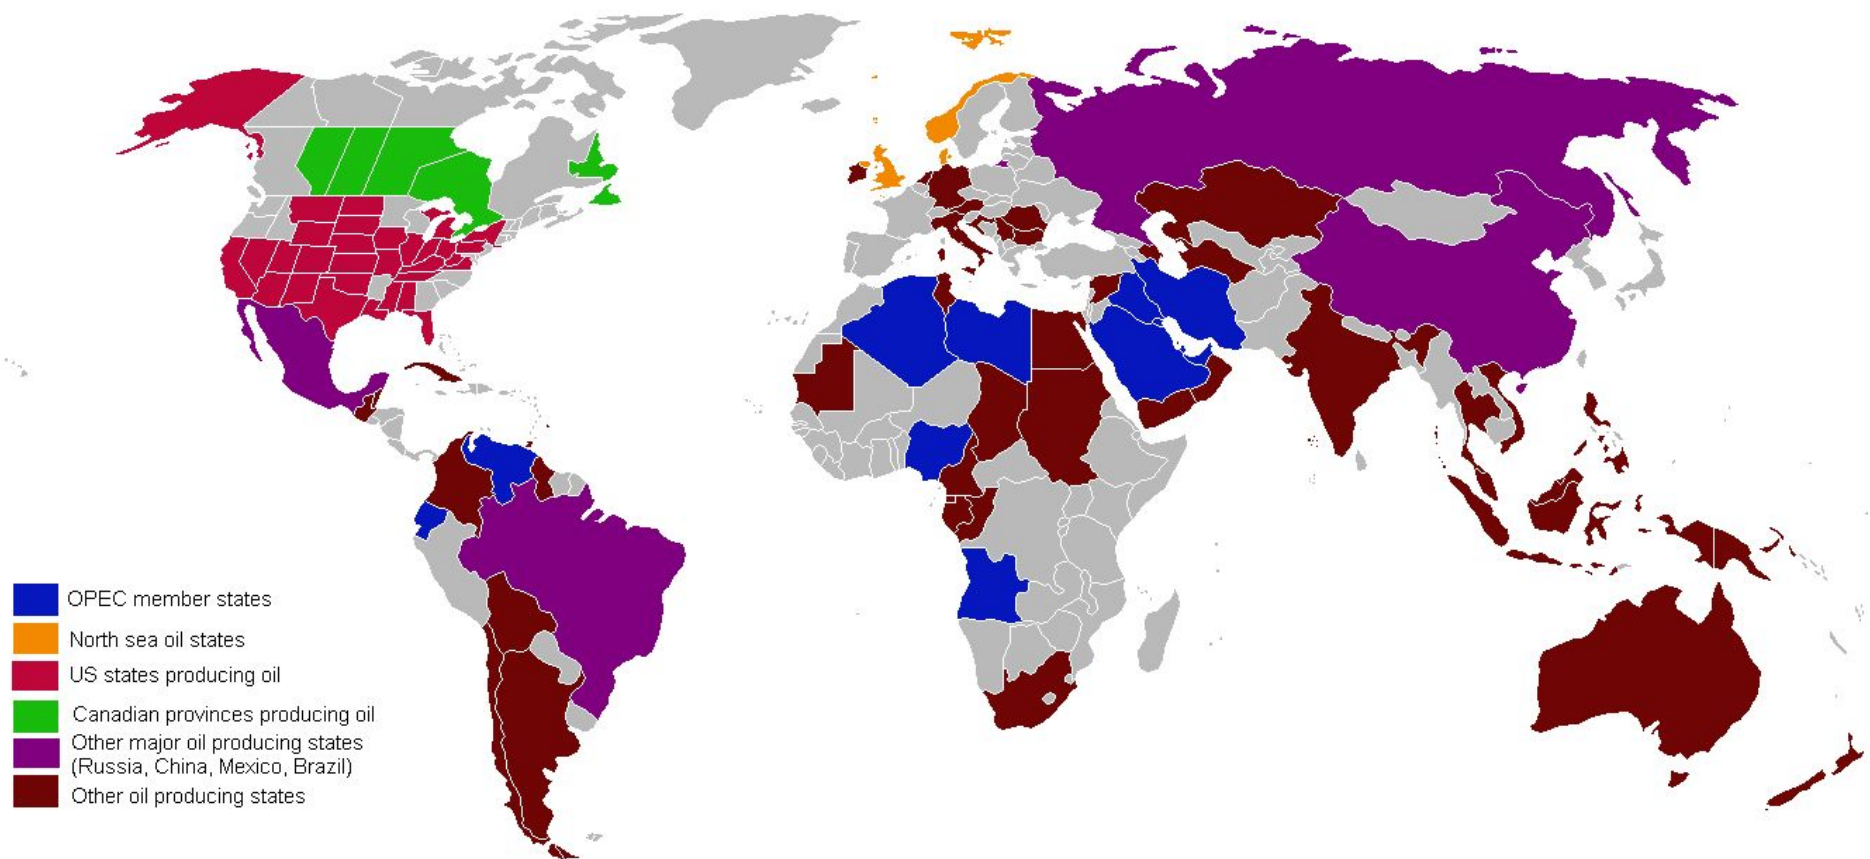 OPEC member states
North sea oil states
US states producing oil
Canadian provinces producing oil
Other major oil producing states
(Russia, China, Mexico, Brazil)
Other oil producing states